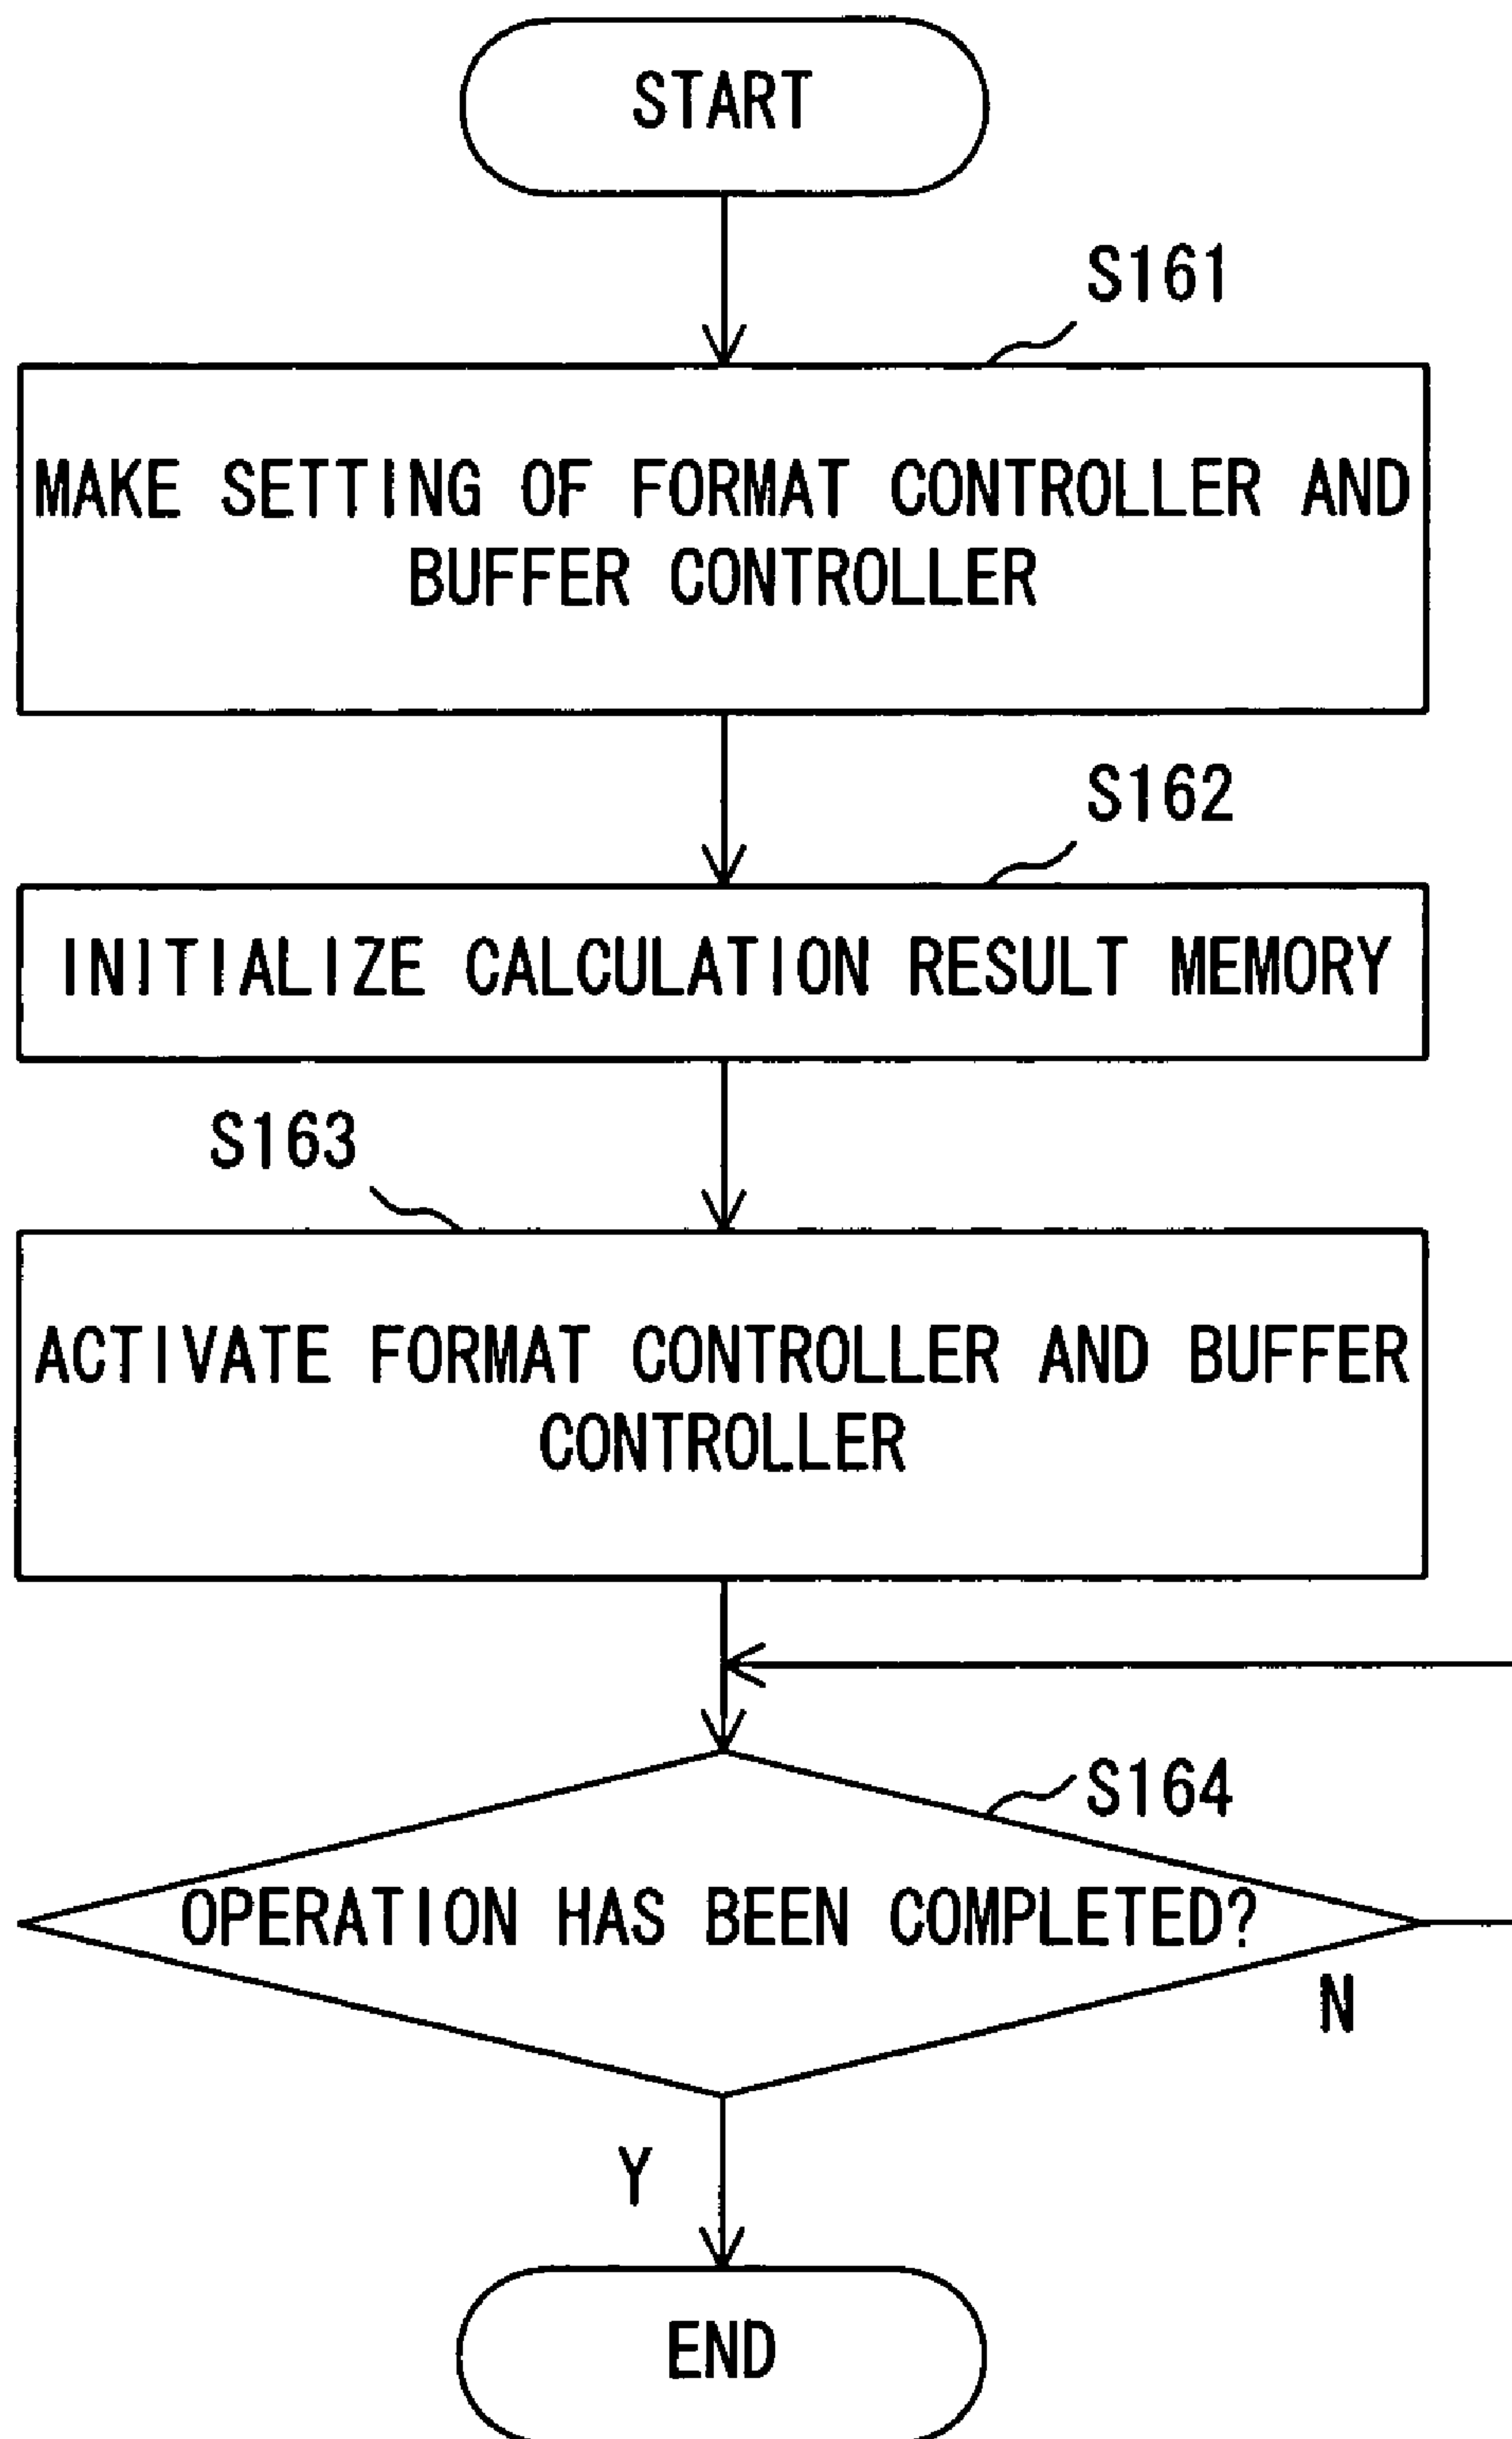 START
S161
MAKE SETTING OF FORMAT CONTROLLER AND
BUFFER CONTROLLER
S162
INITIALIZE CALCULATION RESULT MEMORY
S163
ACTIVATE FORMAT CONTROLLER AND BUFFER
CONTROLLER
S164
OPERATION HAS BEEN COMPLETED?
N
Y
END